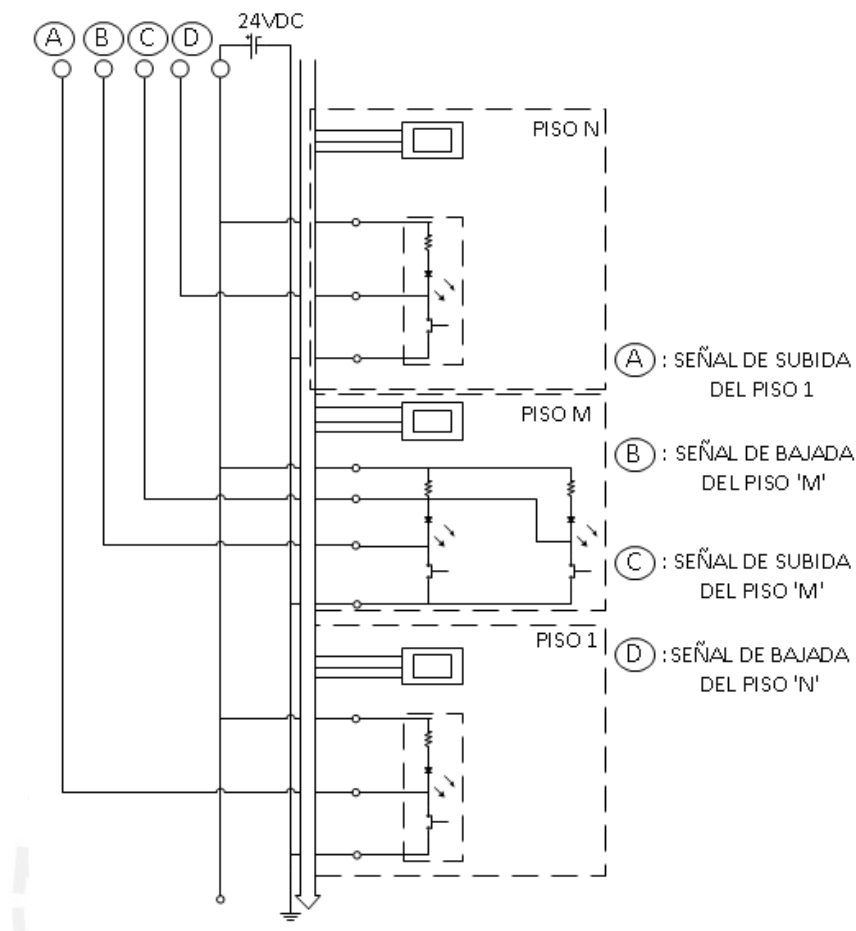 24VDC
A B C D
PISO N
PISO M
PISO 1
A : SEÑAL DE SUBIDA
DEL PISO 1
B : SEÑAL DE BAJADA
DEL PISO 'M'
C : SEÑAL DE SUBIDA
DEL PISO 'M'
D : SEÑAL DE BAJADA
DEL PISO 'N'